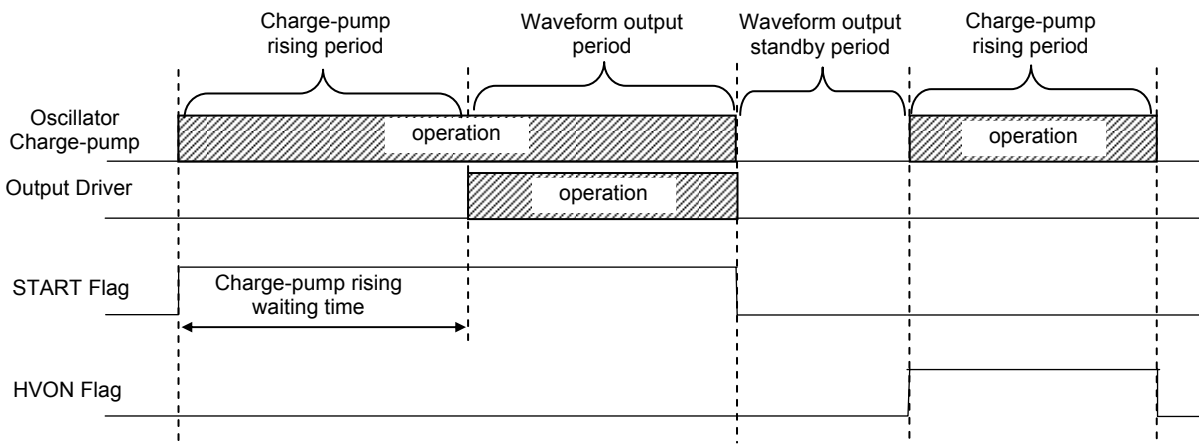 Charge-pump
rising period
Waveform output
period
Waveform output
standby period
Charge-pump
rising period
Oscillator
Charge-pump
operation
operation
Output Driver
operation
START Flag
Charge-pump rising
waiting time
HVON Flag